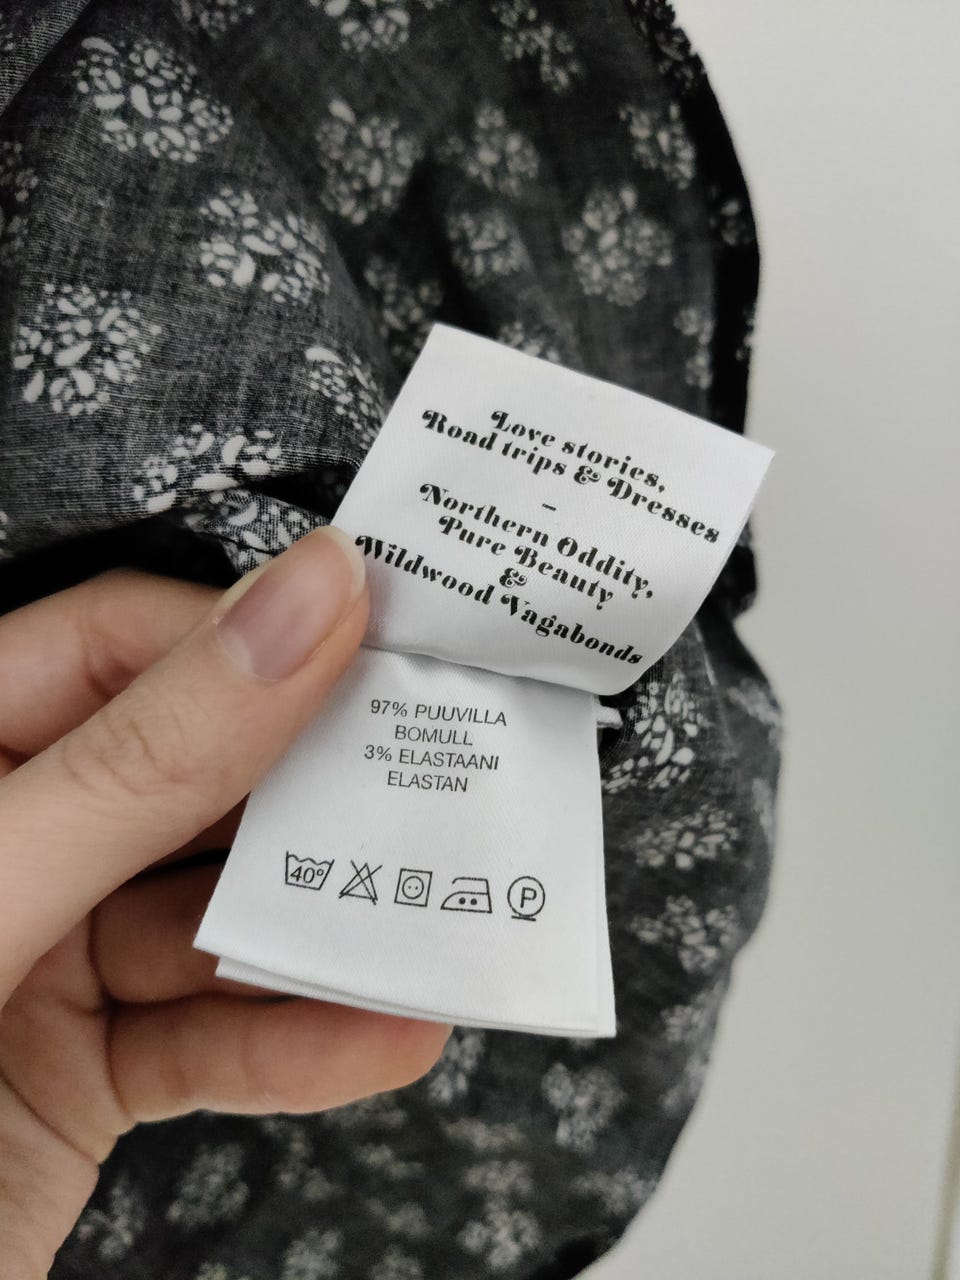 Love stories,
Road trips & Dresses
–
Northern Oddity,
Pure Beauty
&
Wildwood Vagabonds
97% PUUVILLA
BOMULL
3% ELASTAANI
ELASTAN
40°
P